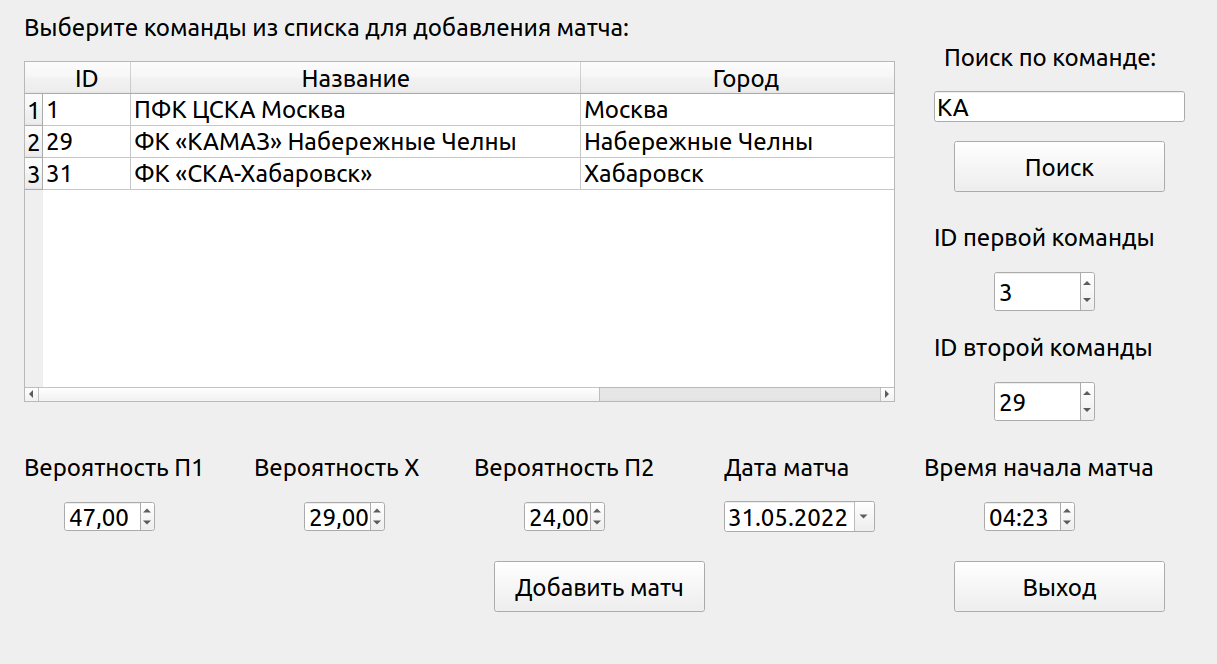 Выберите команды из списка для добавления матча:
Поиск по команде:
ID Название Город
1 1 ПФК ЦСКА Москва Москва
2 29 ФК «КАМАЗ» Набережные Челны Набережные Челны
3 31 ФК «СКА-Хабаровск» Хабаровск
КА
Поиск
ID первой команды
3
ID второй команды
29
Вероятность П1 Вероятность X Вероятность П2 Дата матча Время начала матча
47,00 29,00 24,00 31.05.2022 04:23
Добавить матч Выход